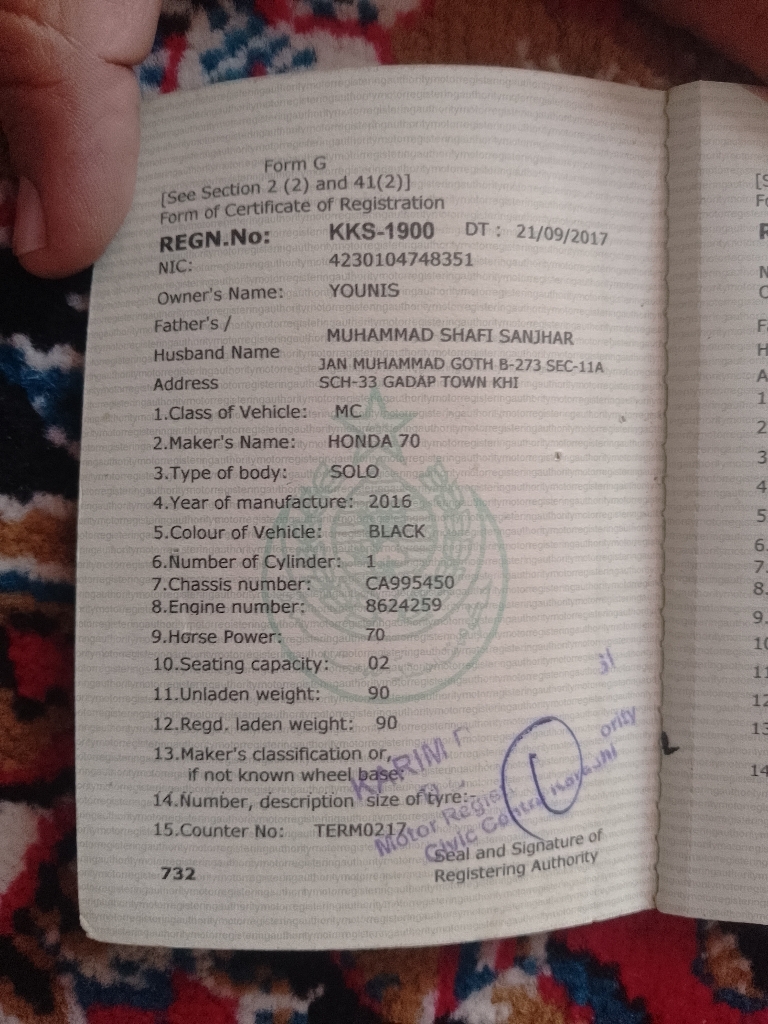 Form G
[See Section 2 (2) and 41(2)]
Form of Certificate of Registration
REGN.No: KKS-1900 DT : 21/09/2017
NIC: 4230104748351
Owner's Name: YOUNIS
Father's /
Husband Name MUHAMMAD SHAFI SANJHAR
Address JAN MUHAMMAD GOTH B-273 SEC-11A
SCH-33 GADAP TOWN KHI
1.Class of Vehicle: MC
2.Maker's Name: HONDA 70
3.Type of body: SOLO
4.Year of manufacture: 2016
5.Colour of Vehicle: BLACK
6.Number of Cylinder: 1
7.Chassis number: CA995450
8.Engine number: 8624259
9.Horse Power: 70
10.Seating capacity: 02
11.Unladen weight: 90
12.Regd. laden weight: 90
13.Maker's classification or,
if not known wheel base:
14.Number, description size of tyre:-
15.Counter No: TERM0217
KARIM
Motor
Civic
Karachi
Seal and Signature of
Registering Authority
732